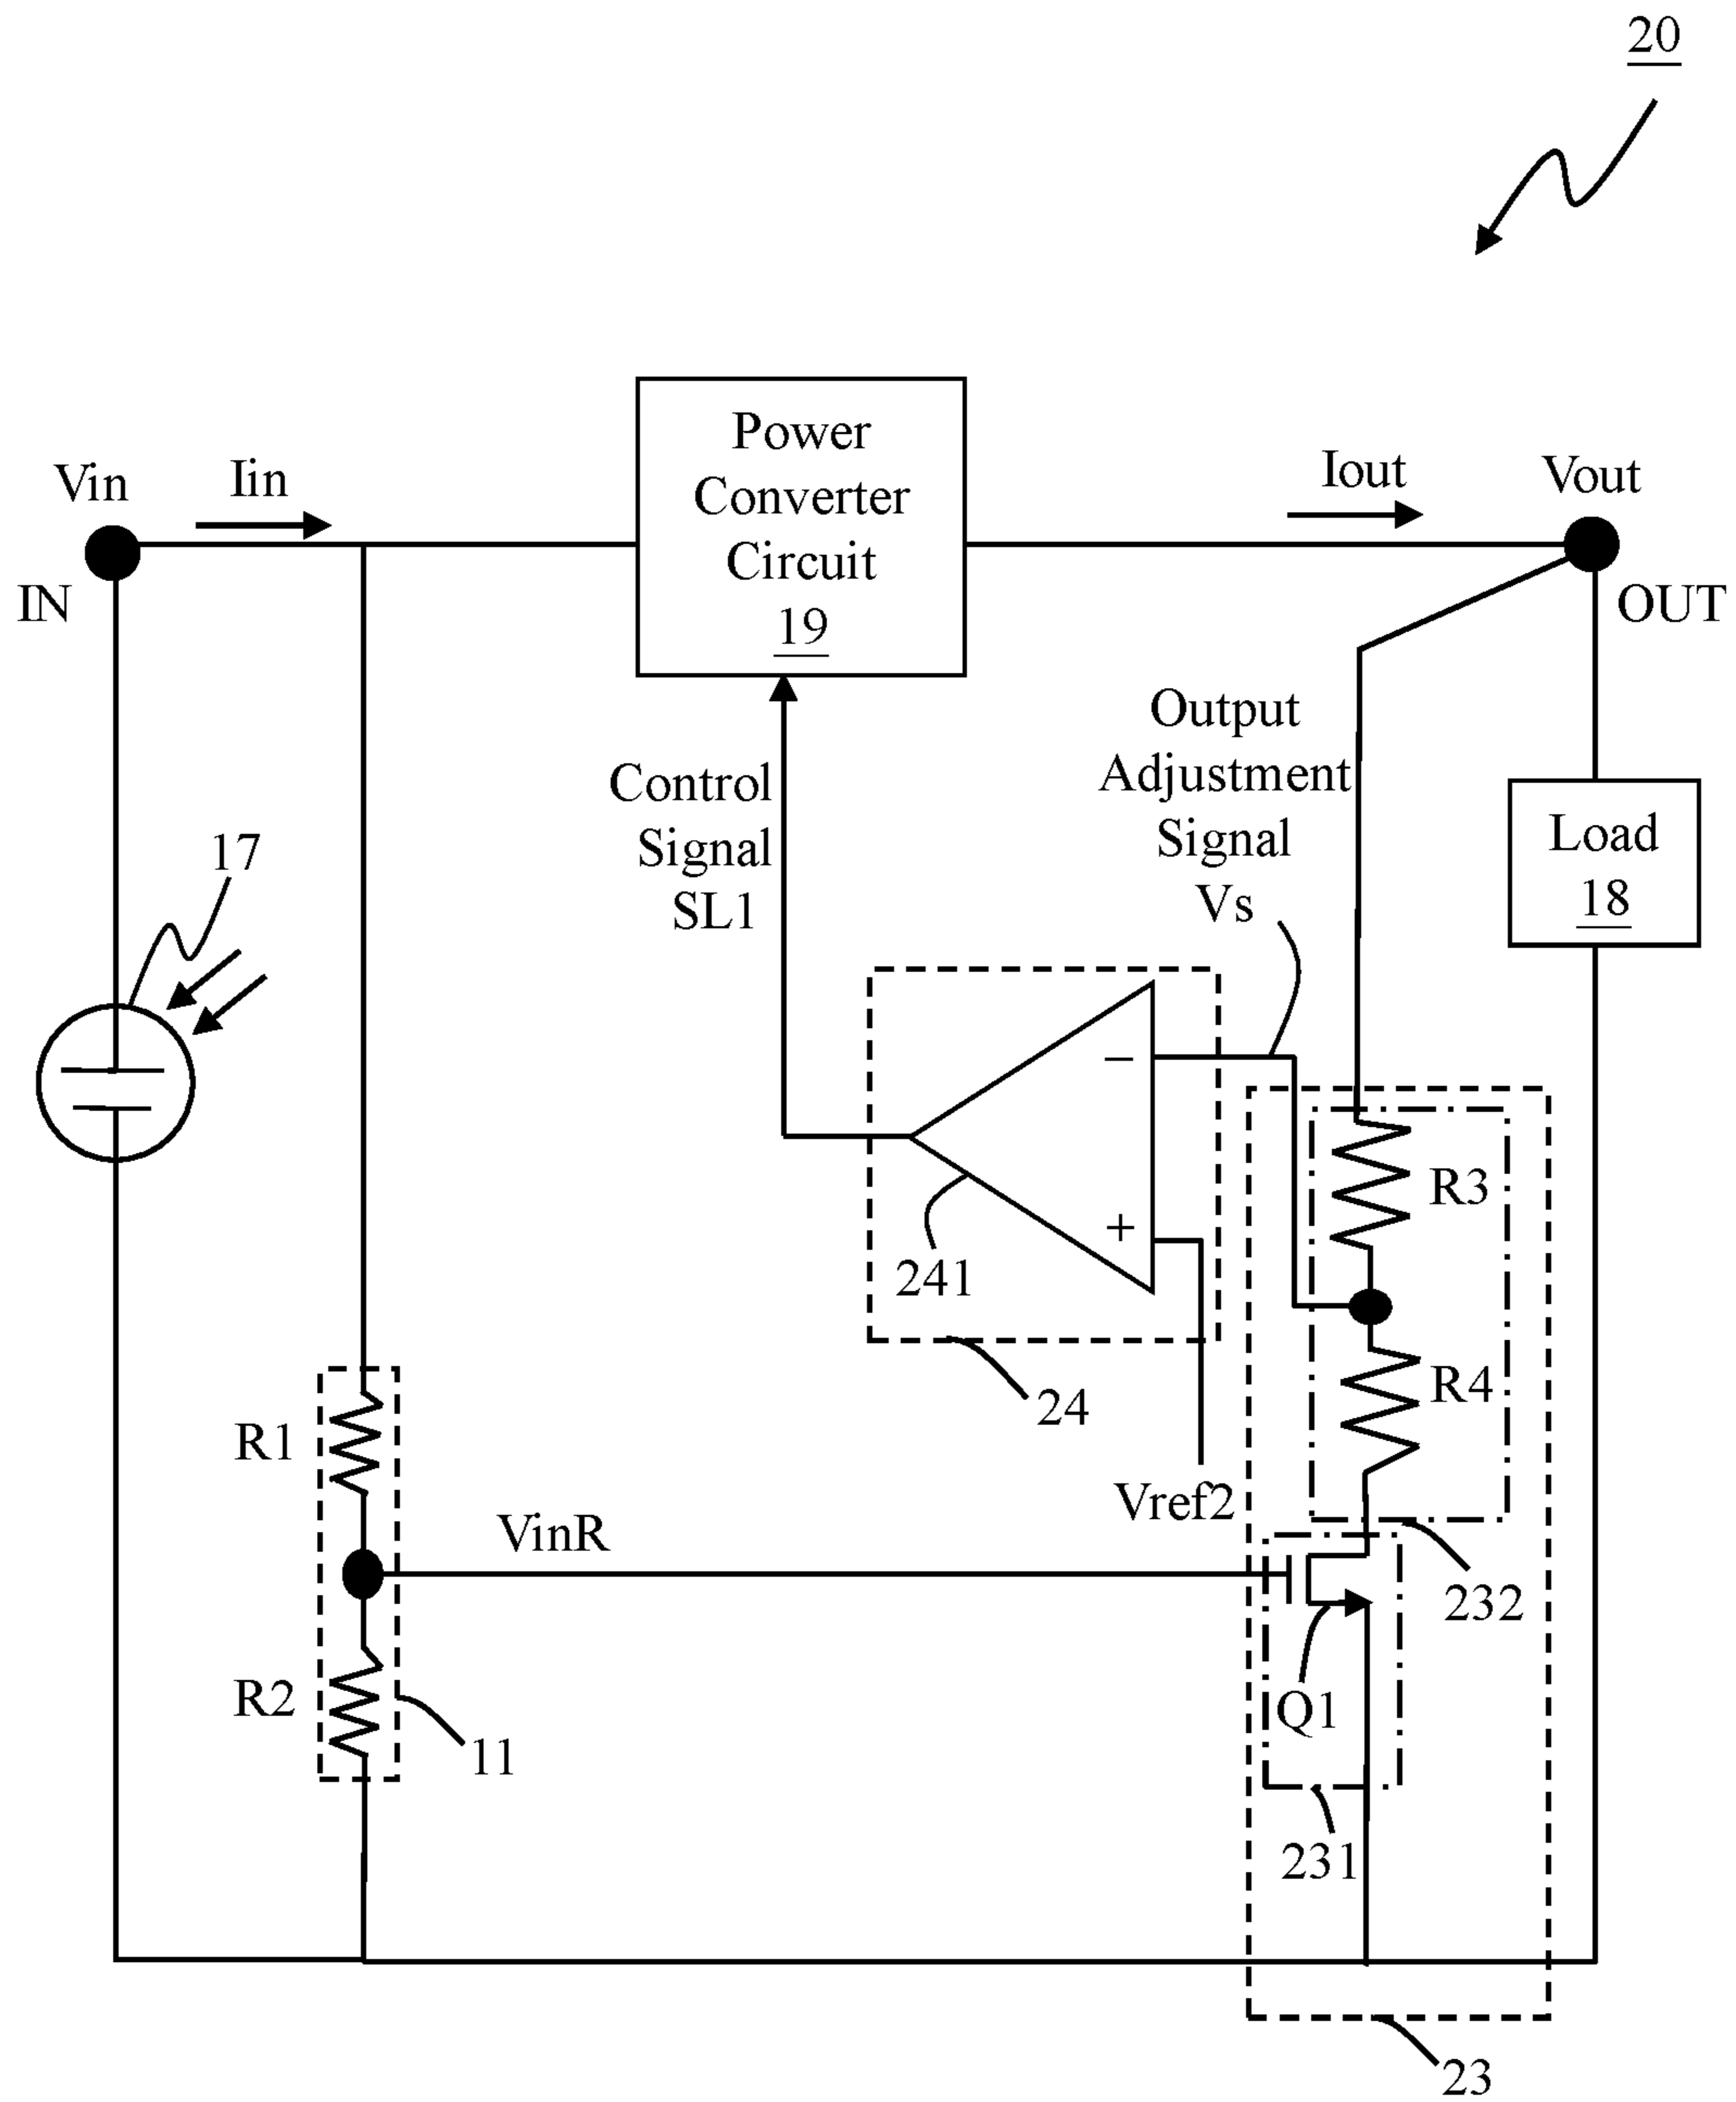 20
Power
Converter
Circuit
19
Vin
Iin
Iout
Vout
IN
OUT
Control
Signal
SL1
Output
Adjustment
Signal
Vs
Load
18
17
−
+
241
24
R3
R4
Vref2
R1
VinR
232
R2
11
Q1
231
23